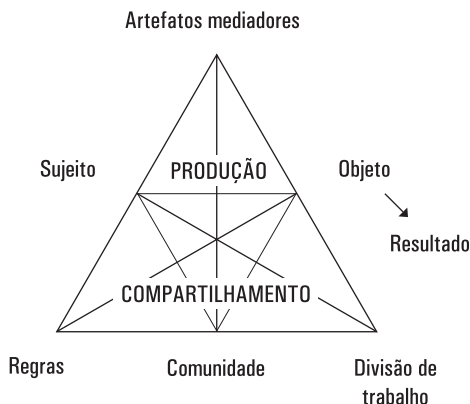 Artefatos mediadores
Sujeito
PRODUÇÃO
Objeto
Resultado
COMPARTILHAMENTO
Regras
Comunidade
Divisão de
trabalho